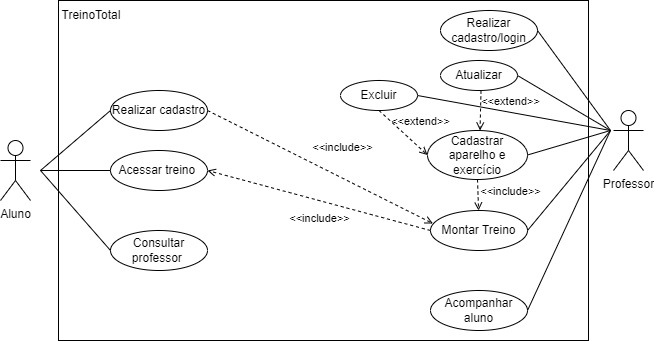 TreinoTotal
Realizar
cadastro/login
Atualizar
Excluir
<<extend>>
Realizar cadastro
<<extend>>
Cadastrar
aparelho e
exercício
<<include>>
Acessar treino
Professor
<<include>>
Aluno
<<include>>
Montar Treino
Consultar
professor
Acompanhar
aluno